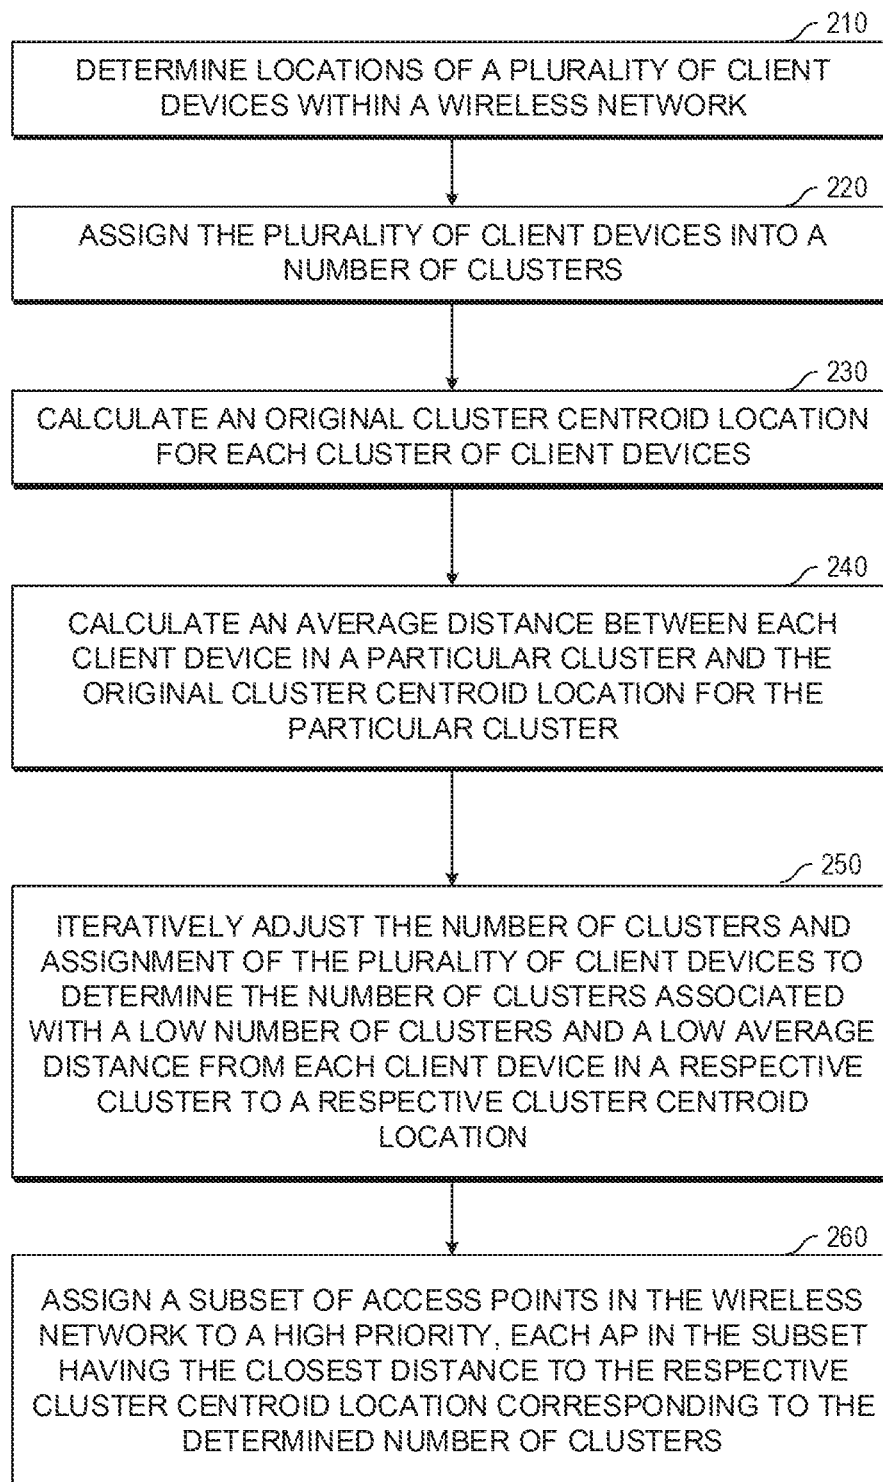 210
DETERMINE LOCATIONS OF A PLURALITY OF CLIENT
DEVICES WITHIN A WIRELESS NETWORK
220
ASSIGN THE PLURALITY OF CLIENT DEVICES INTO A
NUMBER OF CLUSTERS
230
CALCULATE AN ORIGINAL CLUSTER CENTROID LOCATION
FOR EACH CLUSTER OF CLIENT DEVICES
240
CALCULATE AN AVERAGE DISTANCE BETWEEN EACH
CLIENT DEVICE IN A PARTICULAR CLUSTER AND THE
ORIGINAL CLUSTER CENTROID LOCATION FOR THE
PARTICULAR CLUSTER
250
ITERATIVELY ADJUST THE NUMBER OF CLUSTERS AND
ASSIGNMENT OF THE PLURALITY OF CLIENT DEVICES TO
DETERMINE THE NUMBER OF CLUSTERS ASSOCIATED
WITH A LOW NUMBER OF CLUSTERS AND A LOW AVERAGE
DISTANCE FROM EACH CLIENT DEVICE IN A RESPECTIVE
CLUSTER TO A RESPECTIVE CLUSTER CENTROID
LOCATION
260
ASSIGN A SUBSET OF ACCESS POINTS IN THE WIRELESS
NETWORK TO A HIGH PRIORITY, EACH AP IN THE SUBSET
HAVING THE CLOSEST DISTANCE TO THE RESPECTIVE
CLUSTER CENTROID LOCATION CORRESPONDING TO THE
DETERMINED NUMBER OF CLUSTERS